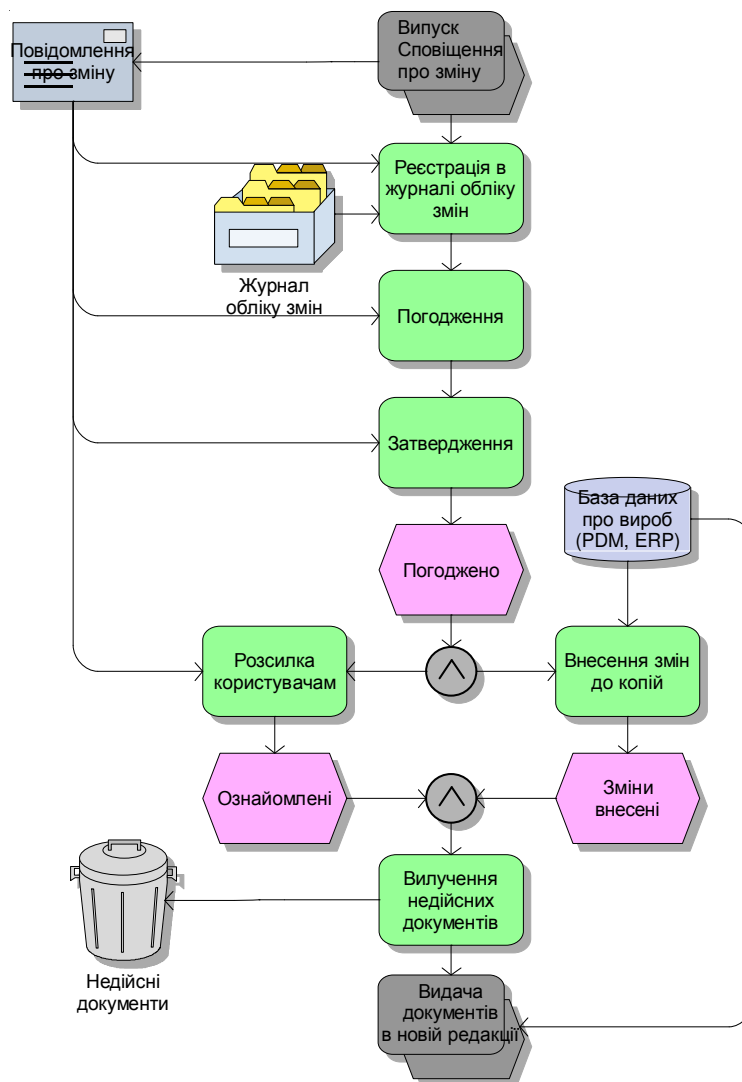 Повідомлення
про зміну
Випуск
Сповіщення
про зміну
Реєстрація в
журналі обліку
змін
Журнал
обліку змін
Погодження
Затвердження
База даних
про вироб
(PDM, ERP)
Погоджено
Розсилка
користувачам
Внесення змін
до копій
Ознайомлені
Зміни
внесені
Вилучення
недійсних
документів
Недійсні
документи
Видача
документів
в новій редакції